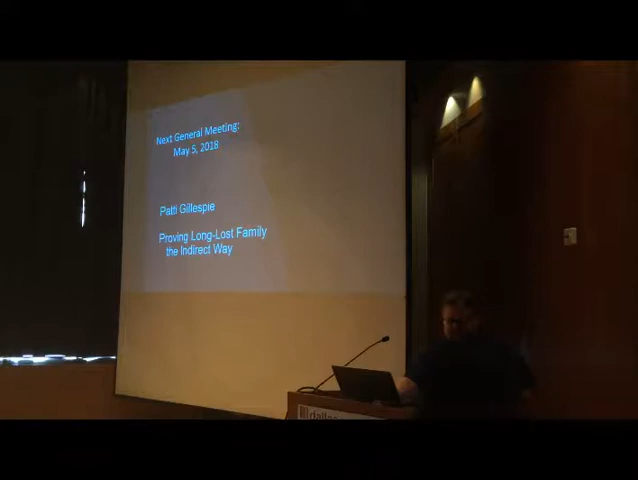 Next General Meeting:
May 5, 2018
Patti Gillespie
Proving Long-Lost Family
the Indirect Way